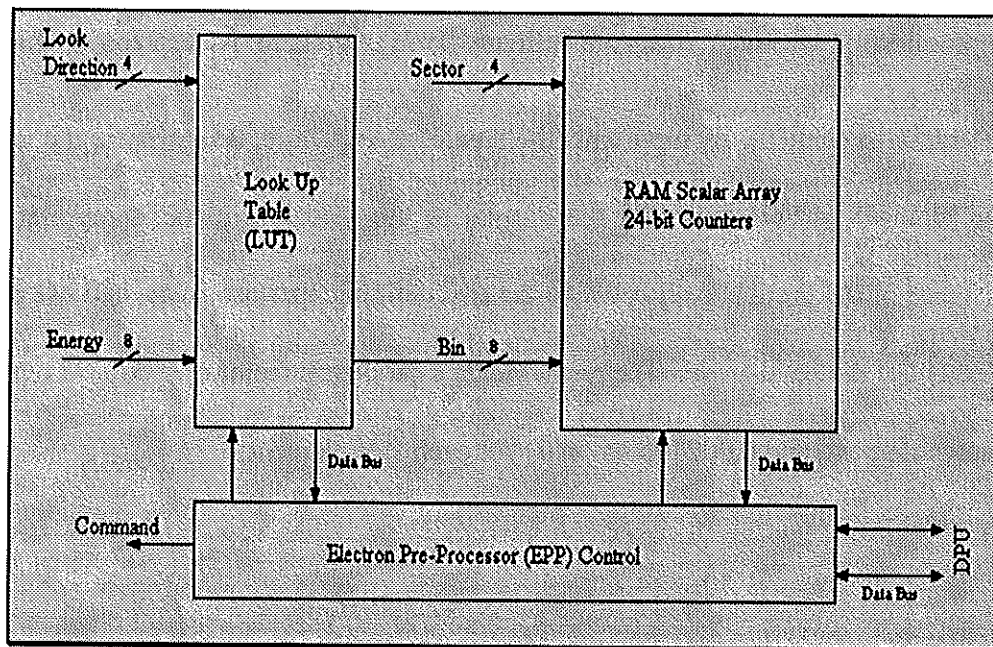 Look
Direction 4
Sector 4
Look Up
Table
(LUT)
RAM Scalar Array
24-bit Counters
Energy 8
Bin 8
Data Bus
Data Bus
Command
Electron Pre-Processor (EPP) Control
DPU
Data Bus